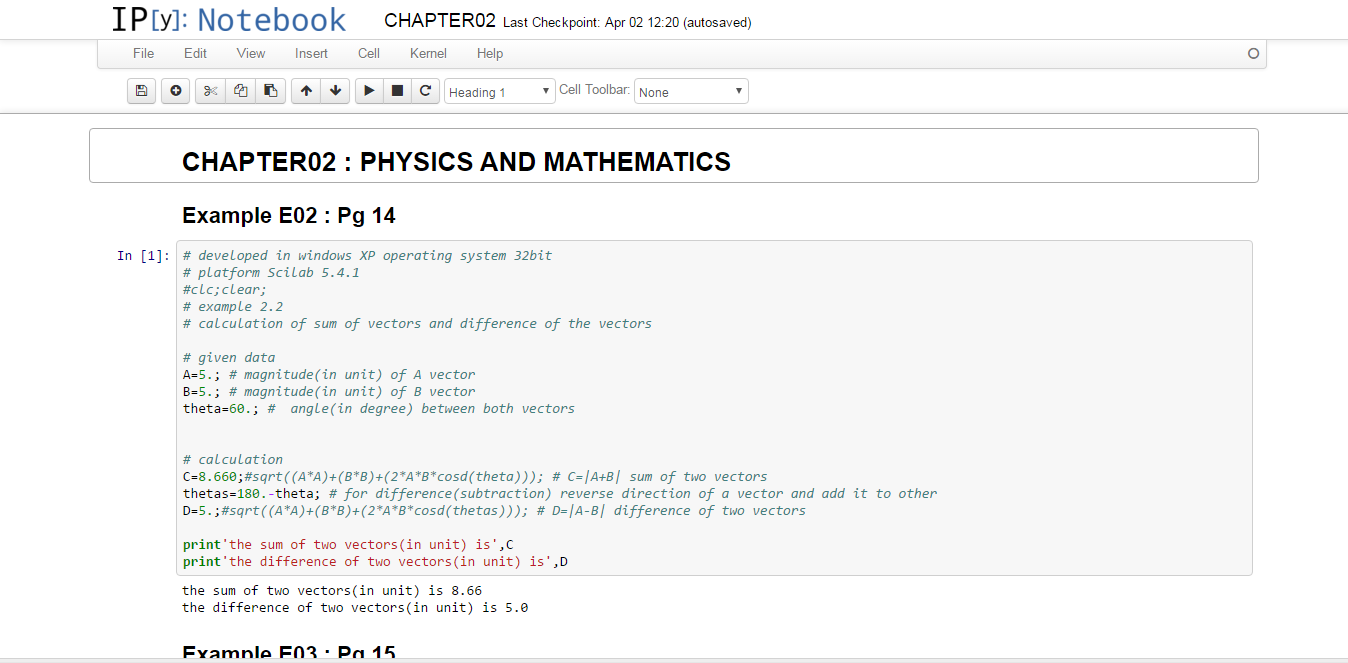 IP[y]: Notebook CHAPTER02 Last Checkpoint: Apr 02 12:20 (autosaved)
File Edit View Insert Cell Kernel Help
Heading 1 Cell Toolbar: None
CHAPTER02 : PHYSICS AND MATHEMATICS
Example E02 : Pg 14
In [1]: # developed in windows XP operating system 32bit
# platform Scilab 5.4.1
#clc;clear;
# example 2.2
# calculation of sum of vectors and difference of the vectors
# given data
A=5.; # magnitude(in unit) of A vector
B=5.; # magnitude(in unit) of B vector
theta=60.; #  angle(in degree) between both vectors
# calculation
C=8.660;#sqrt((A*A)+(B*B)+(2*A*B*cosd(theta))); # C=|A+B| sum of two vectors
thetas=180.-theta; # for difference(subtraction) reverse direction of a vector and add it to other
D=5.;#sqrt((A*A)+(B*B)+(2*A*B*cosd(thetas))); # D=|A-B| difference of two vectors
print'the sum of two vectors(in unit) is',C
print'the difference of two vectors(in unit) is',D
the sum of two vectors(in unit) is 8.66
the difference of two vectors(in unit) is 5.0
Example E03 : Pg 15